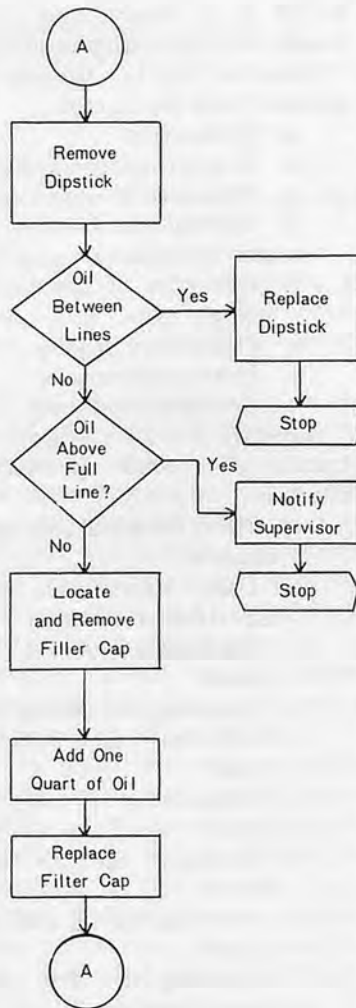 A
Remove
Dipstick
Oil
Between
Lines
Yes
Replace
Dipstick
No
Stop
Oil
Above
Full
Line?
Yes
Notify
Supervisor
No
Stop
Locate
and Remove
Filler Cap
Add One
Quart of Oil
Replace
Filter Cap
A